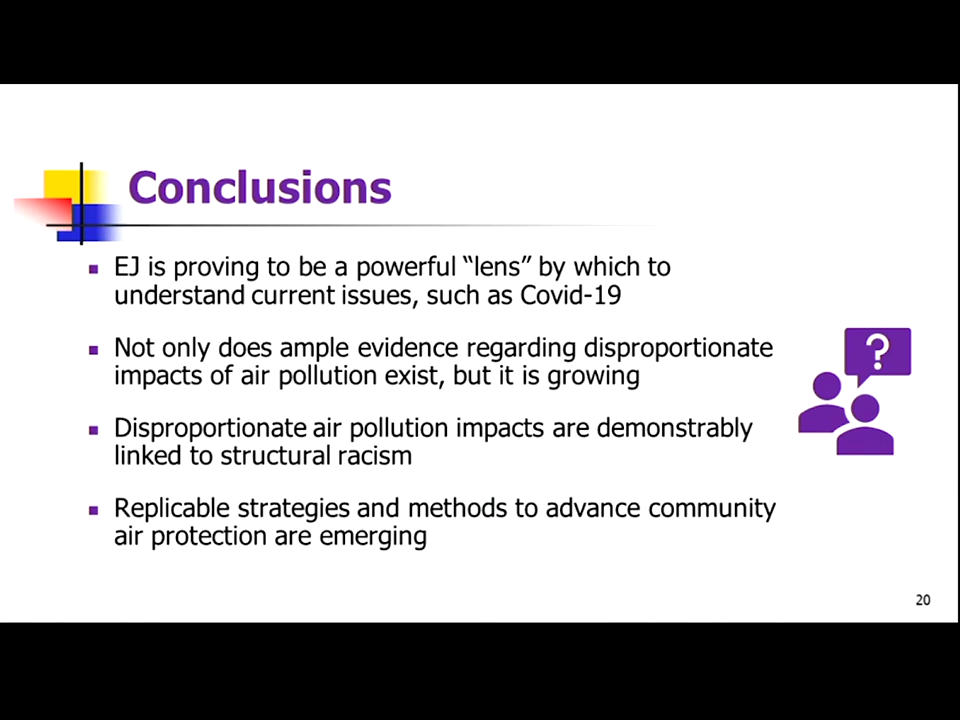 Conclusions
EJ is proving to be a powerful “lens” by which to
understand current issues, such as Covid-19
Not only does ample evidence regarding disproportionate
impacts of air pollution exist, but it is growing
Disproportionate air pollution impacts are demonstrably
linked to structural racism
Replicable strategies and methods to advance community
air protection are emerging
?
20